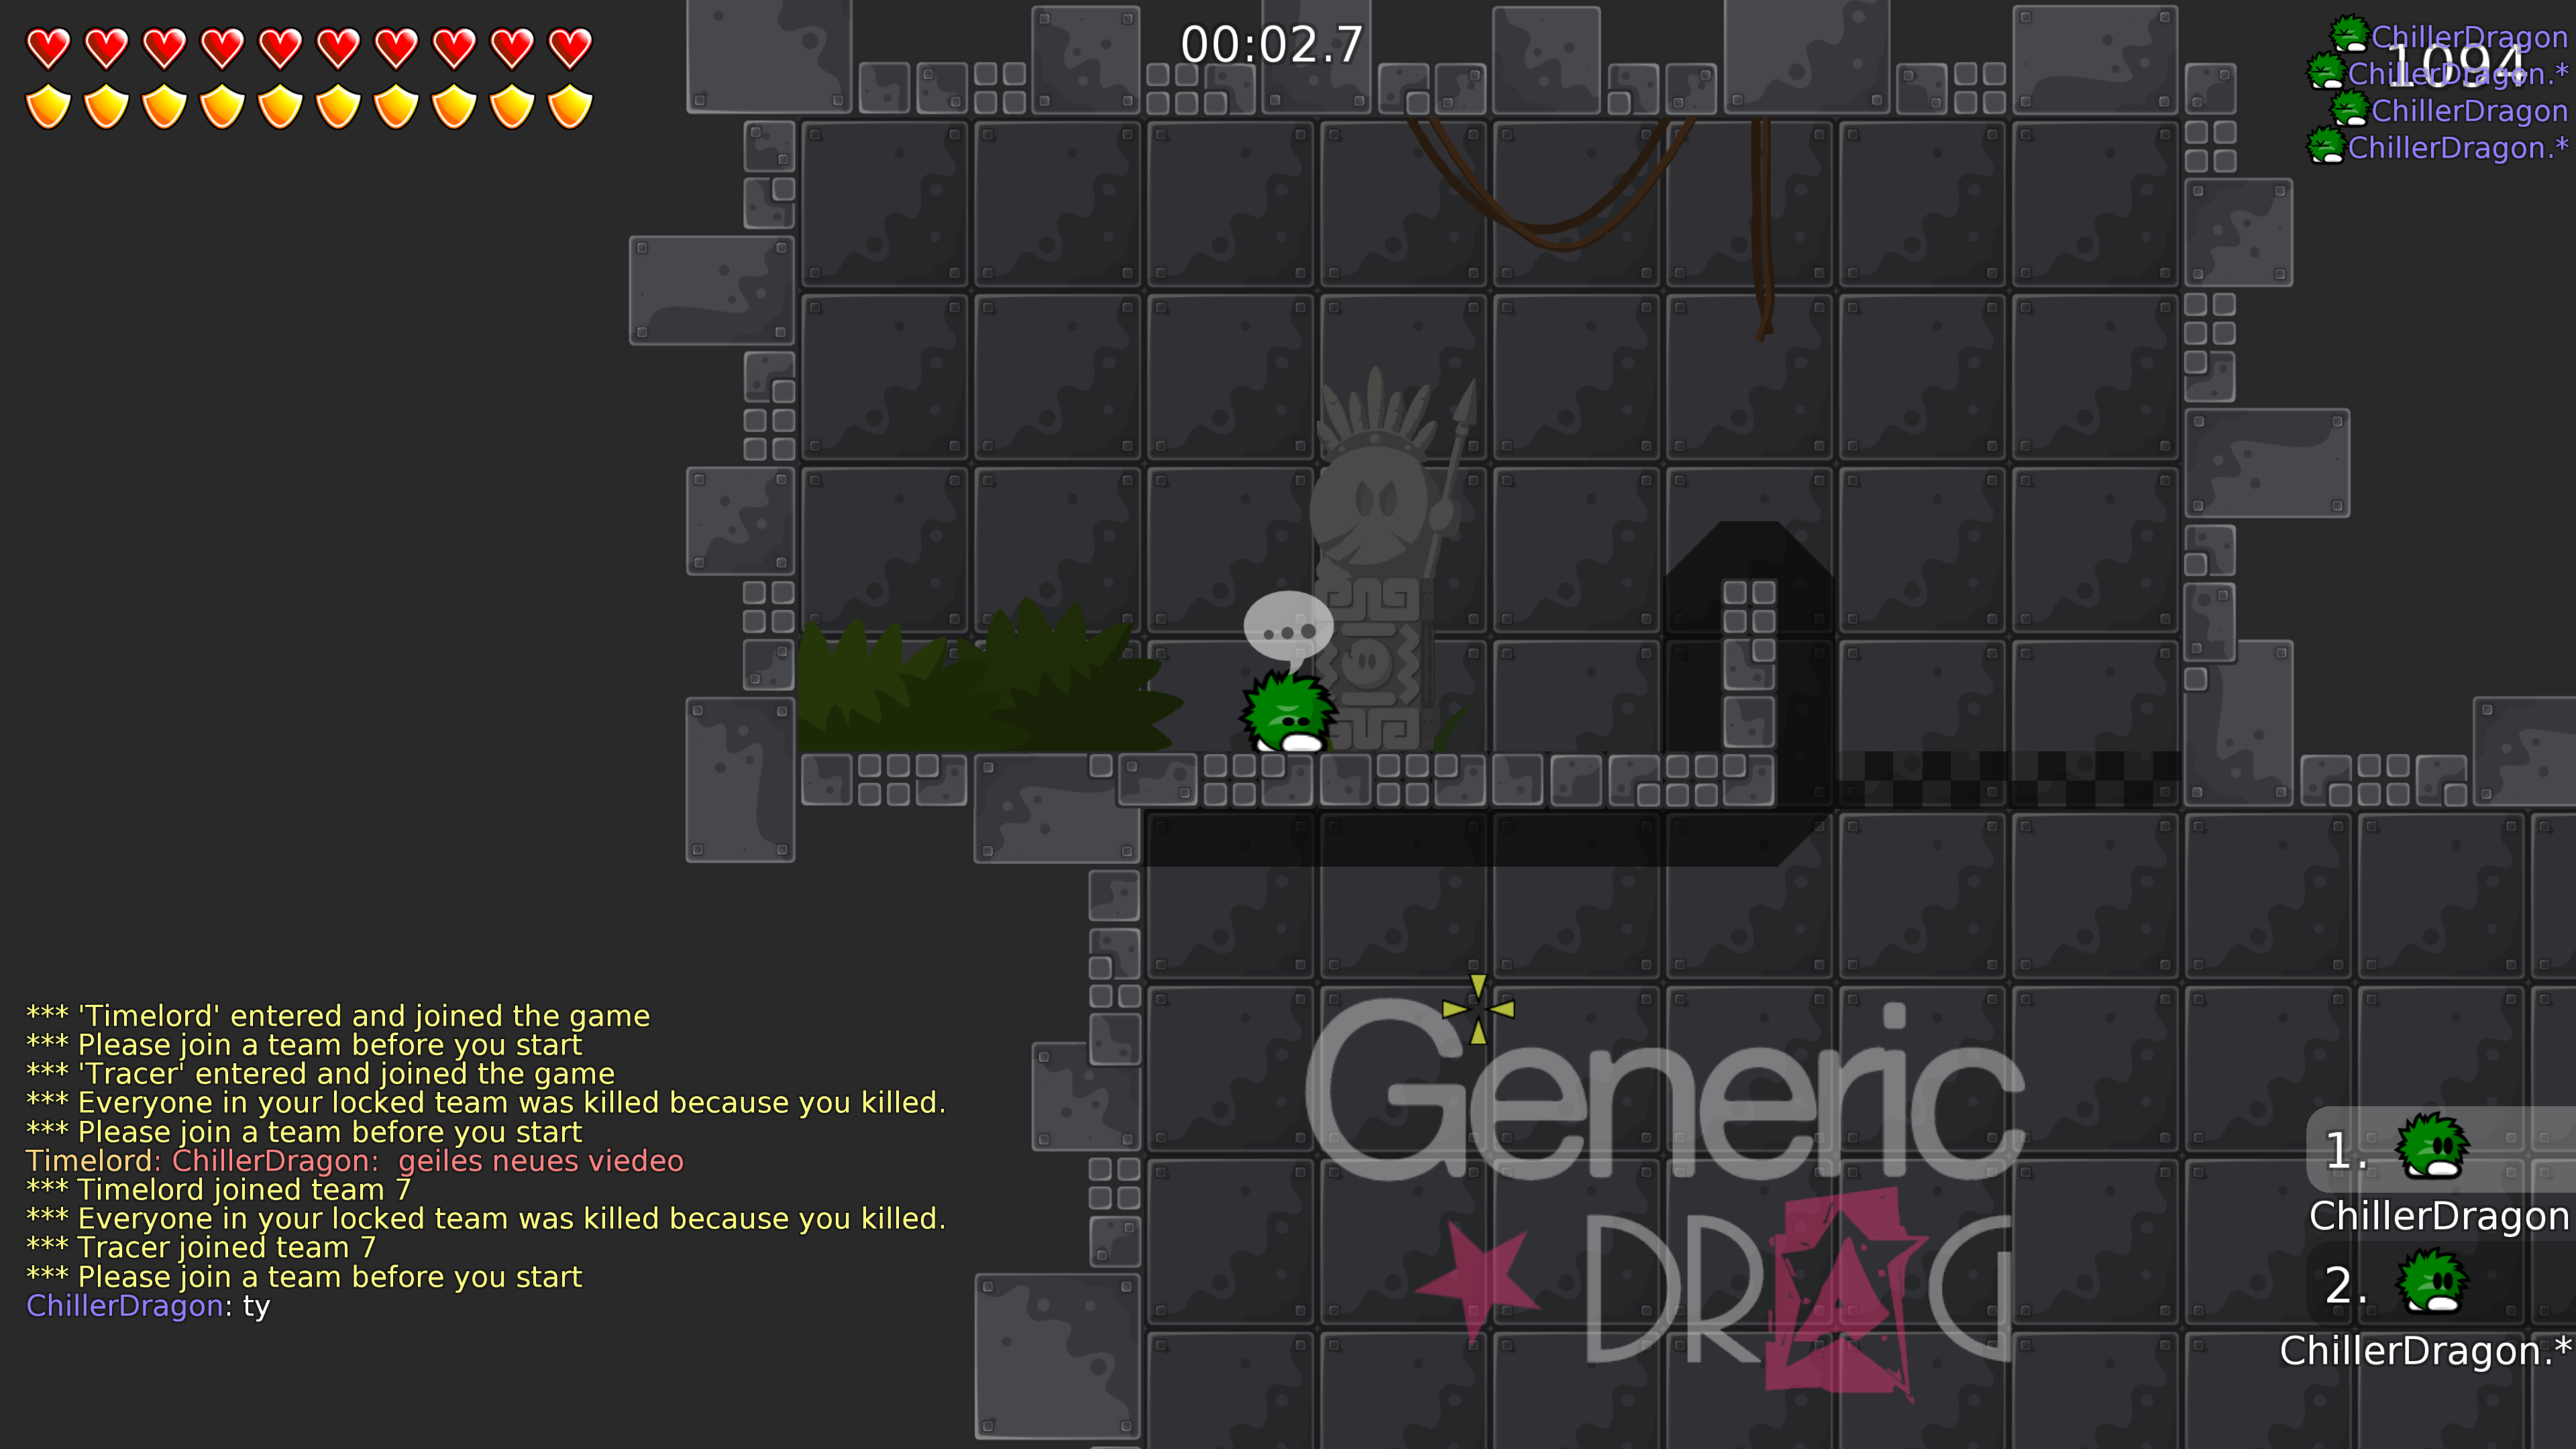 00:02.7
ChillerDragon
1094
ChillerDragon.*
ChillerDragon
ChillerDragon.*
*** 'Timelord' entered and joined the game
*** Please join a team before you start
*** 'Tracer' entered and joined the game
*** Everyone in your locked team was killed because you killed.
*** Please join a team before you start
Timelord: ChillerDragon:  geiles neues viedeo
*** Timelord joined team 7
*** Everyone in your locked team was killed because you killed.
*** Tracer joined team 7
*** Please join a team before you start
ChillerDragon: ty
Generic
DRAG
1.
ChillerDragon
2.
ChillerDragon.*